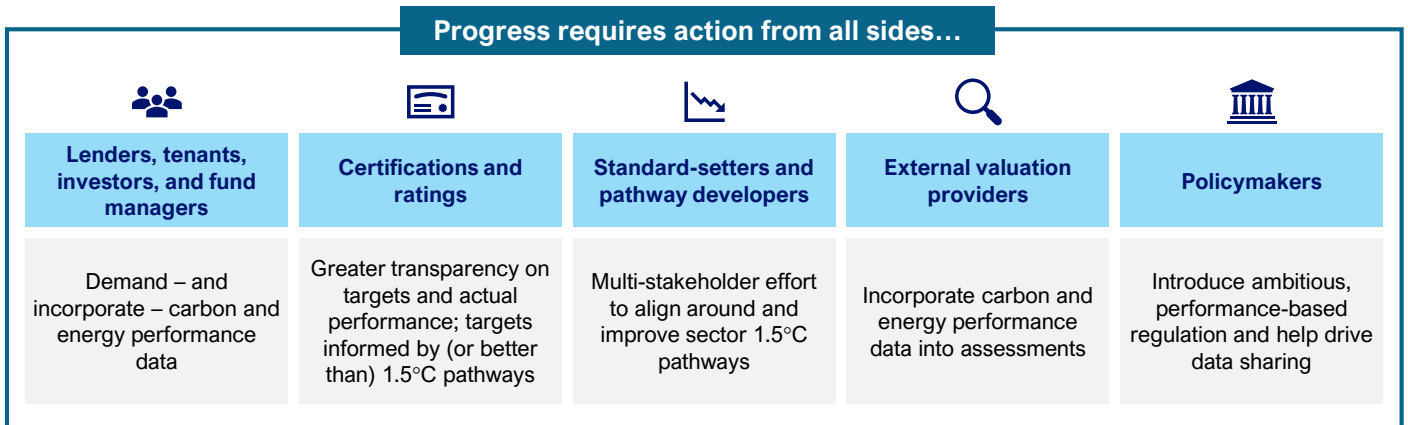 Progress requires action from all sides…
Lenders, tenants,
investors, and fund
managers
Demand – and
incorporate – carbon and
energy performance
data
Certifications and
ratings
Greater transparency on
targets and actual
performance; targets
informed by (or better
than) 1.5°C pathways
Standard-setters and
pathway developers
Multi-stakeholder effort
to align around and
improve sector 1.5°C
pathways
External valuation
providers
Incorporate carbon and
energy performance
data into assessments
Policymakers
Introduce ambitious,
performance-based
regulation and help drive
data sharing